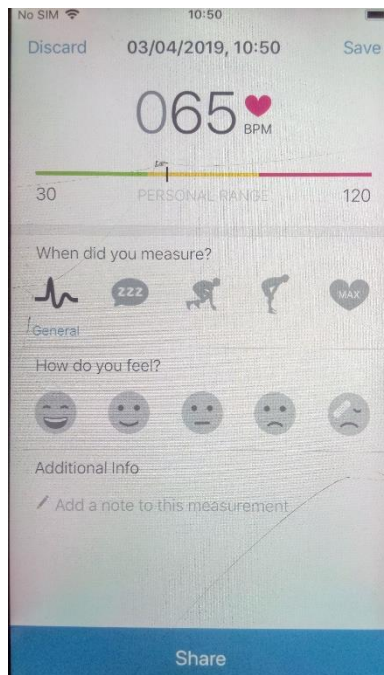 No SIM 10:50
Discard 03/04/2019, 10:50 Save
065
BPM
30 PERSONAL RANGE 120
When did you measure?
zzz MAX
General
How do you feel?
Additional Info
Add a note to this measurement
Share